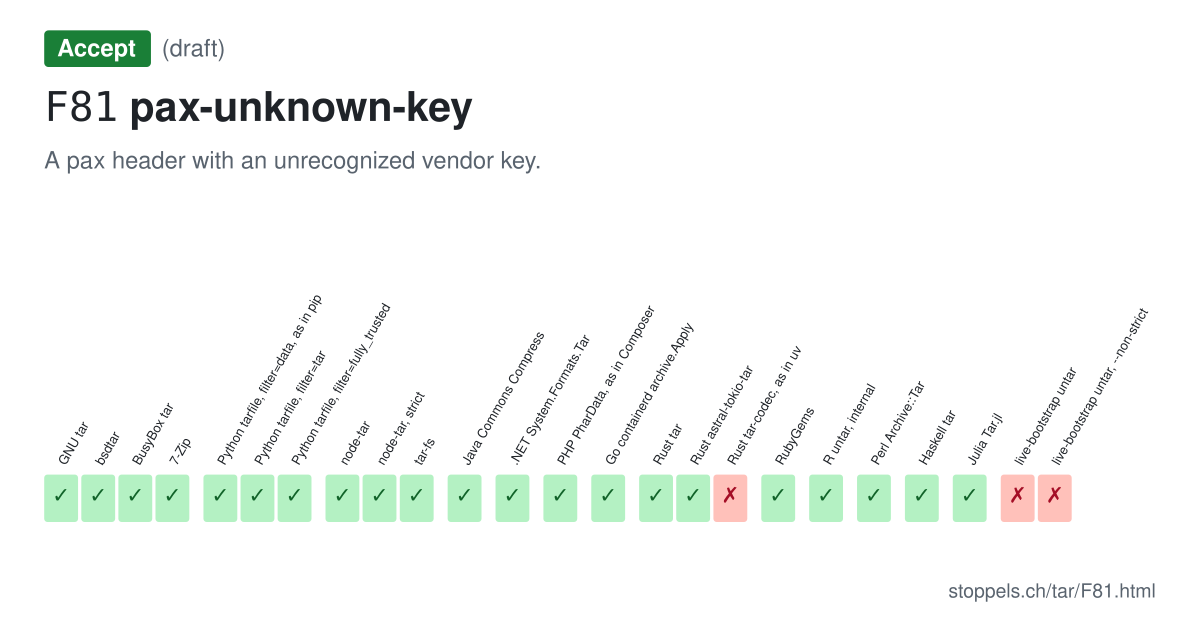 Accept (draft)
F81 pax-unknown-key
A pax header with an unrecognized vendor key.
GNU tar
bsdtar
BusyBox tar
7-Zip
Python tarfile, filter=data, as in pip
Python tarfile, filter=tar
Python tarfile, filter=fully_trusted
node-tar
node-tar, strict
tar-fs
Java Commons Compress
.NET System.Formats.Tar
PHP PharData, as in Composer
Go containerd archive.Apply
Rust tar
Rust astral-tokio-tar
Rust tar-codec, as in uv
RubyGems
R untar, internal
Perl Archive::Tar
Haskell tar
Julia Tar.jl
live-bootstrap untar
live-bootstrap untar, --non-strict
✓ ✓ ✓ ✓ ✓ ✓ ✓ ✓ ✓ ✓ ✓ ✓ ✓ ✓ ✓ ✓ ✗ ✓ ✓ ✓ ✓ ✓ ✗ ✗
stoppels.ch/tar/F81.html